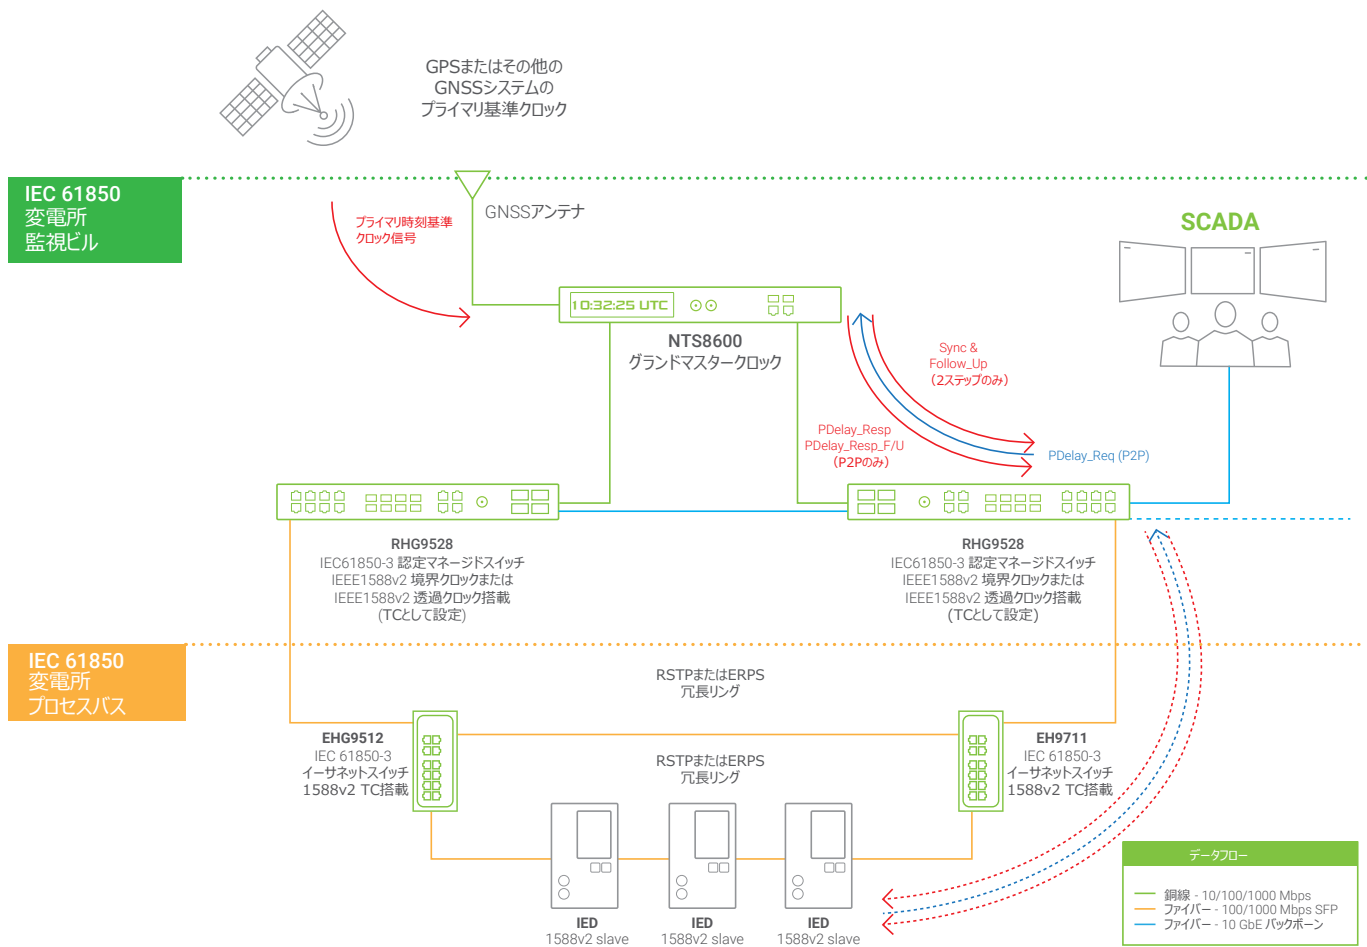 GPSまたはその他の
GNSSシステムの
プライマリ基準クロック
IEC 61850
変電所
監視ビル
GNSSアンテナ
プライマリ時刻基準
クロック信号
SCADA
10:32:25 UTC
NTS8600
グランドマスタークロック
Sync &
Follow_Up
(2ステップのみ)
PDelay_Resp
PDelay_Resp_F/U
(P2Pのみ)
PDelay_Req (P2P)
RHG9528
IEC61850-3 認定マネージドスイッチ
IEEE1588v2 境界クロックまたは
IEEE1588v2 透過クロック搭載
(TCとして設定)
RHG9528
IEC61850-3 認定マネージドスイッチ
IEEE1588v2 境界クロックまたは
IEEE1588v2 透過クロック搭載
(TCとして設定)
IEC 61850
変電所
プロセスバス
RSTPまたはERPS
冗長リング
EHG9512
IEC 61850-3
イーサネットスイッチ
1588v2 TC搭載
RSTPまたはERPS
冗長リング
EH9711
IEC 61850-3
イーサネットスイッチ
1588v2 TC搭載
IED
1588v2 slave
IED
1588v2 slave
IED
1588v2 slave
データフロー
銅線 - 10/100/1000 Mbps
ファイバー - 100/1000 Mbps SFP
ファイバー - 10 GbE バックボーン